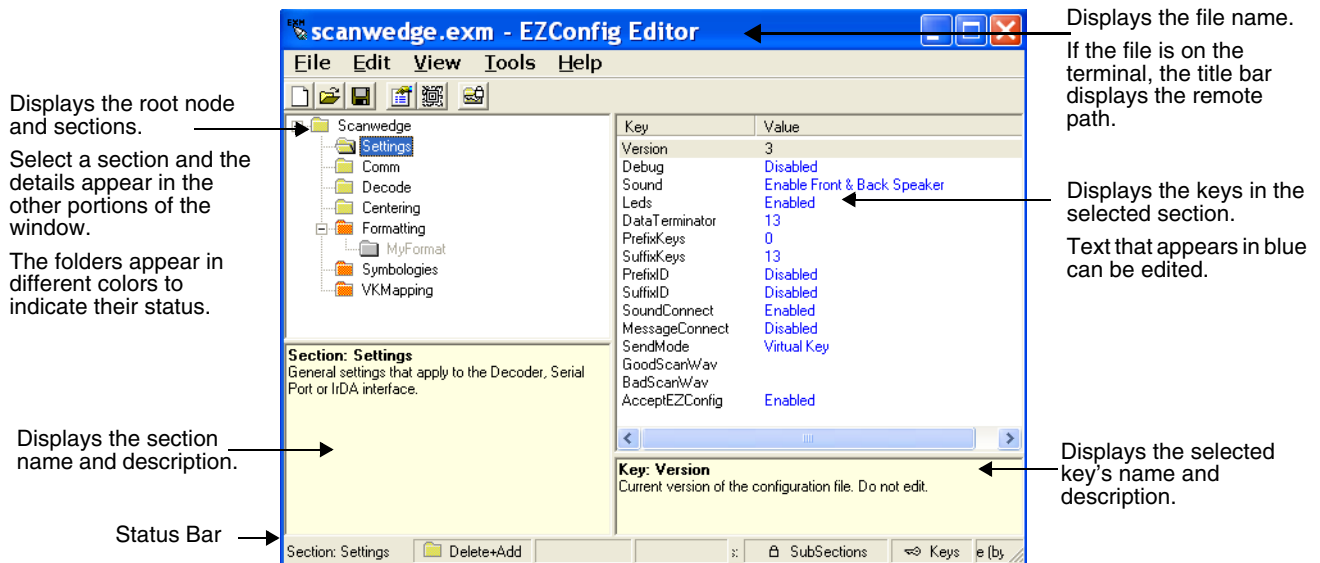 Displays the root node
and sections.
Select a section and the
details appear in the
other portions of the
window.
The folders appear in
different colors to
indicate their status.
Displays the section
name and description.
Status Bar
EXM
scanwedge.exm - EZConfig Editor
File Edit View Tools Help
Scanwedge
Settings
Comm
Decode
Centering
Formatting
MyFormat
Symbologies
VKMapping
Section: Settings
General settings that apply to the Decoder, Serial
Port or IrDA interface.
Key Value
Version 3
Debug Disabled
Sound Enable Front & Back Speaker
Leds Enabled
DataTerminator 13
PrefixKeys 0
SuffixKeys 13
PrefixID Disabled
SuffixID Disabled
SoundConnect Enabled
MessageConnect Disabled
SendMode Virtual Key
GoodScanWav
BadScanWav
AcceptEZConfig Enabled
Key: Version
Current version of the configuration file. Do not edit.
Section: Settings Delete+Add SubSections Keys e (by
Displays the file name.
If the file is on the
terminal, the title bar
displays the remote
path.
Displays the keys in the
selected section.
Text that appears in blue
can be edited.
Displays the selected
key's name and
description.